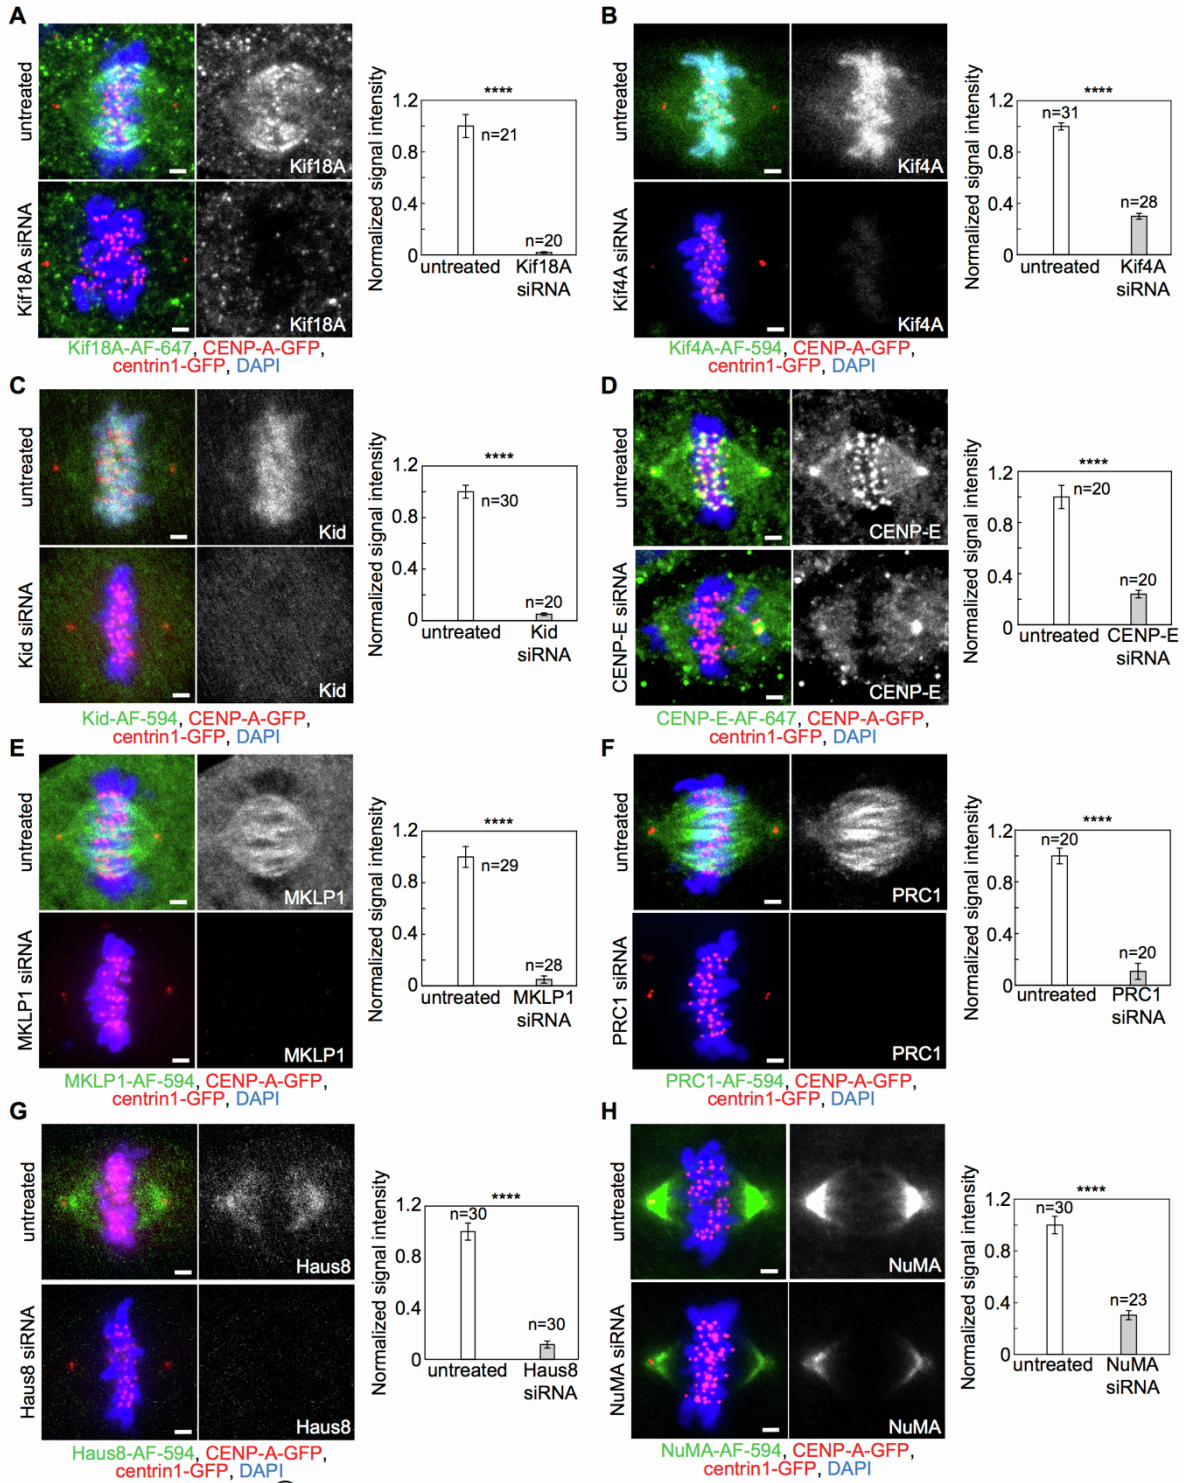 A
untreated
Kif18A
Kif18A siRNA
Kif18A
Kif18A-AF-647, CENP-A-GFP,
centrin1-GFP, DAPI
Normalized signal intensity
1.2
0.8
0.4
0
****
n=21
n=20
untreated Kif18A
siRNA
B
untreated
Kif4A
Kif4A siRNA
Kif4A
Kif4A-AF-594, CENP-A-GFP,
centrin1-GFP, DAPI
Normalized signal intensity
1.2
0.8
0.4
0
****
n=31
n=28
untreated Kif4A
siRNA
C
untreated
Kid
Kid siRNA
Kid
Kid-AF-594, CENP-A-GFP,
centrin1-GFP, DAPI
Normalized signal intensity
1.2
0.8
0.4
0
****
n=30
n=20
untreated Kid
siRNA
D
untreated
CENP-E
CENP-E siRNA
CENP-E
CENP-E-AF-647, CENP-A-GFP,
centrin1-GFP, DAPI
Normalized signal intensity
1.2
0.8
0.4
0
****
n=20
n=20
untreated CENP-E
siRNA
E
untreated
MKLP1
MKLP1 siRNA
MKLP1
MKLP1-AF-594, CENP-A-GFP,
centrin1-GFP, DAPI
Normalized signal intensity
1.2
0.8
0.4
0
****
n=29
n=28
untreated MKLP1
siRNA
F
untreated
PRC1
PRC1 siRNA
PRC1
PRC1-AF-594, CENP-A-GFP,
centrin1-GFP, DAPI
Normalized signal intensity
1.2
0.8
0.4
0
****
n=20
n=20
untreated PRC1
siRNA
G
untreated
Haus8
Haus8 siRNA
Haus8
Haus8-AF-594, CENP-A-GFP,
centrin1-GFP, DAPI
Normalized signal intensity
1.2
0.8
0.4
0
****
n=30
n=30
untreated Haus8
siRNA
H
untreated
NuMA
NuMA siRNA
NuMA
NuMA-AF-594, CENP-A-GFP,
centrin1-GFP, DAPI
Normalized signal intensity
1.2
0.8
0.4
0
****
n=30
n=23
untreated NuMA
siRNA